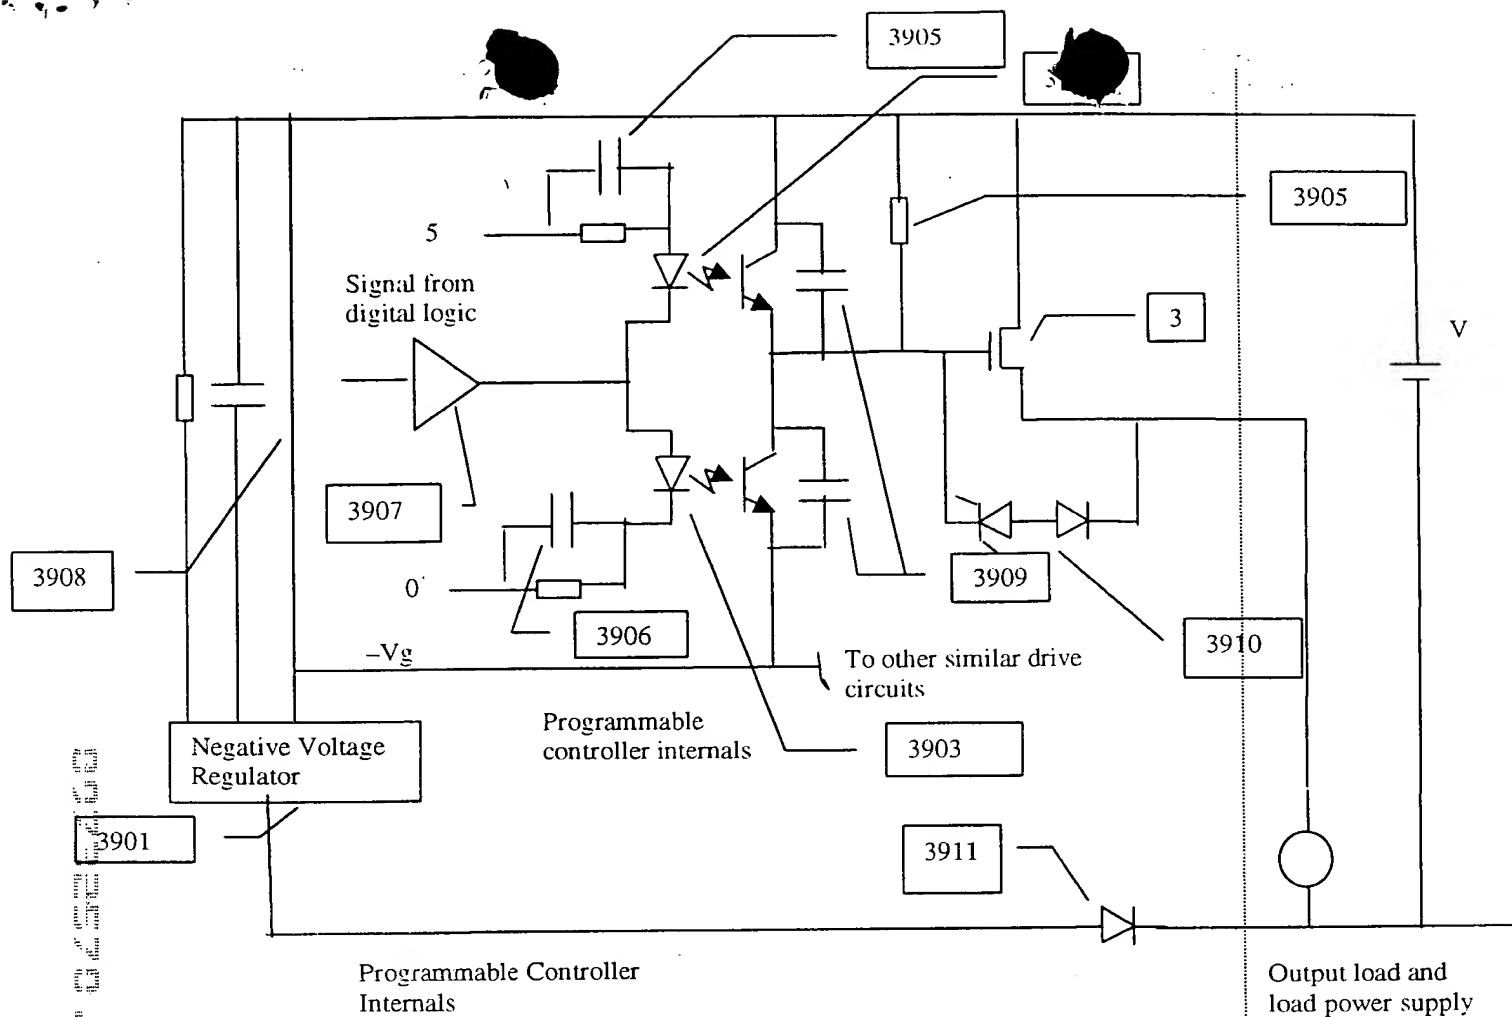 3905
3905
5
Signal from
digital logic
3
V
3907
3908
3909
0
3906
3910
–Vg
To other similar drive
circuits
Programmable
controller internals
3903
Negative Voltage
Regulator
3901
3911
Programmable Controller
Internals
Output load and
load power supply